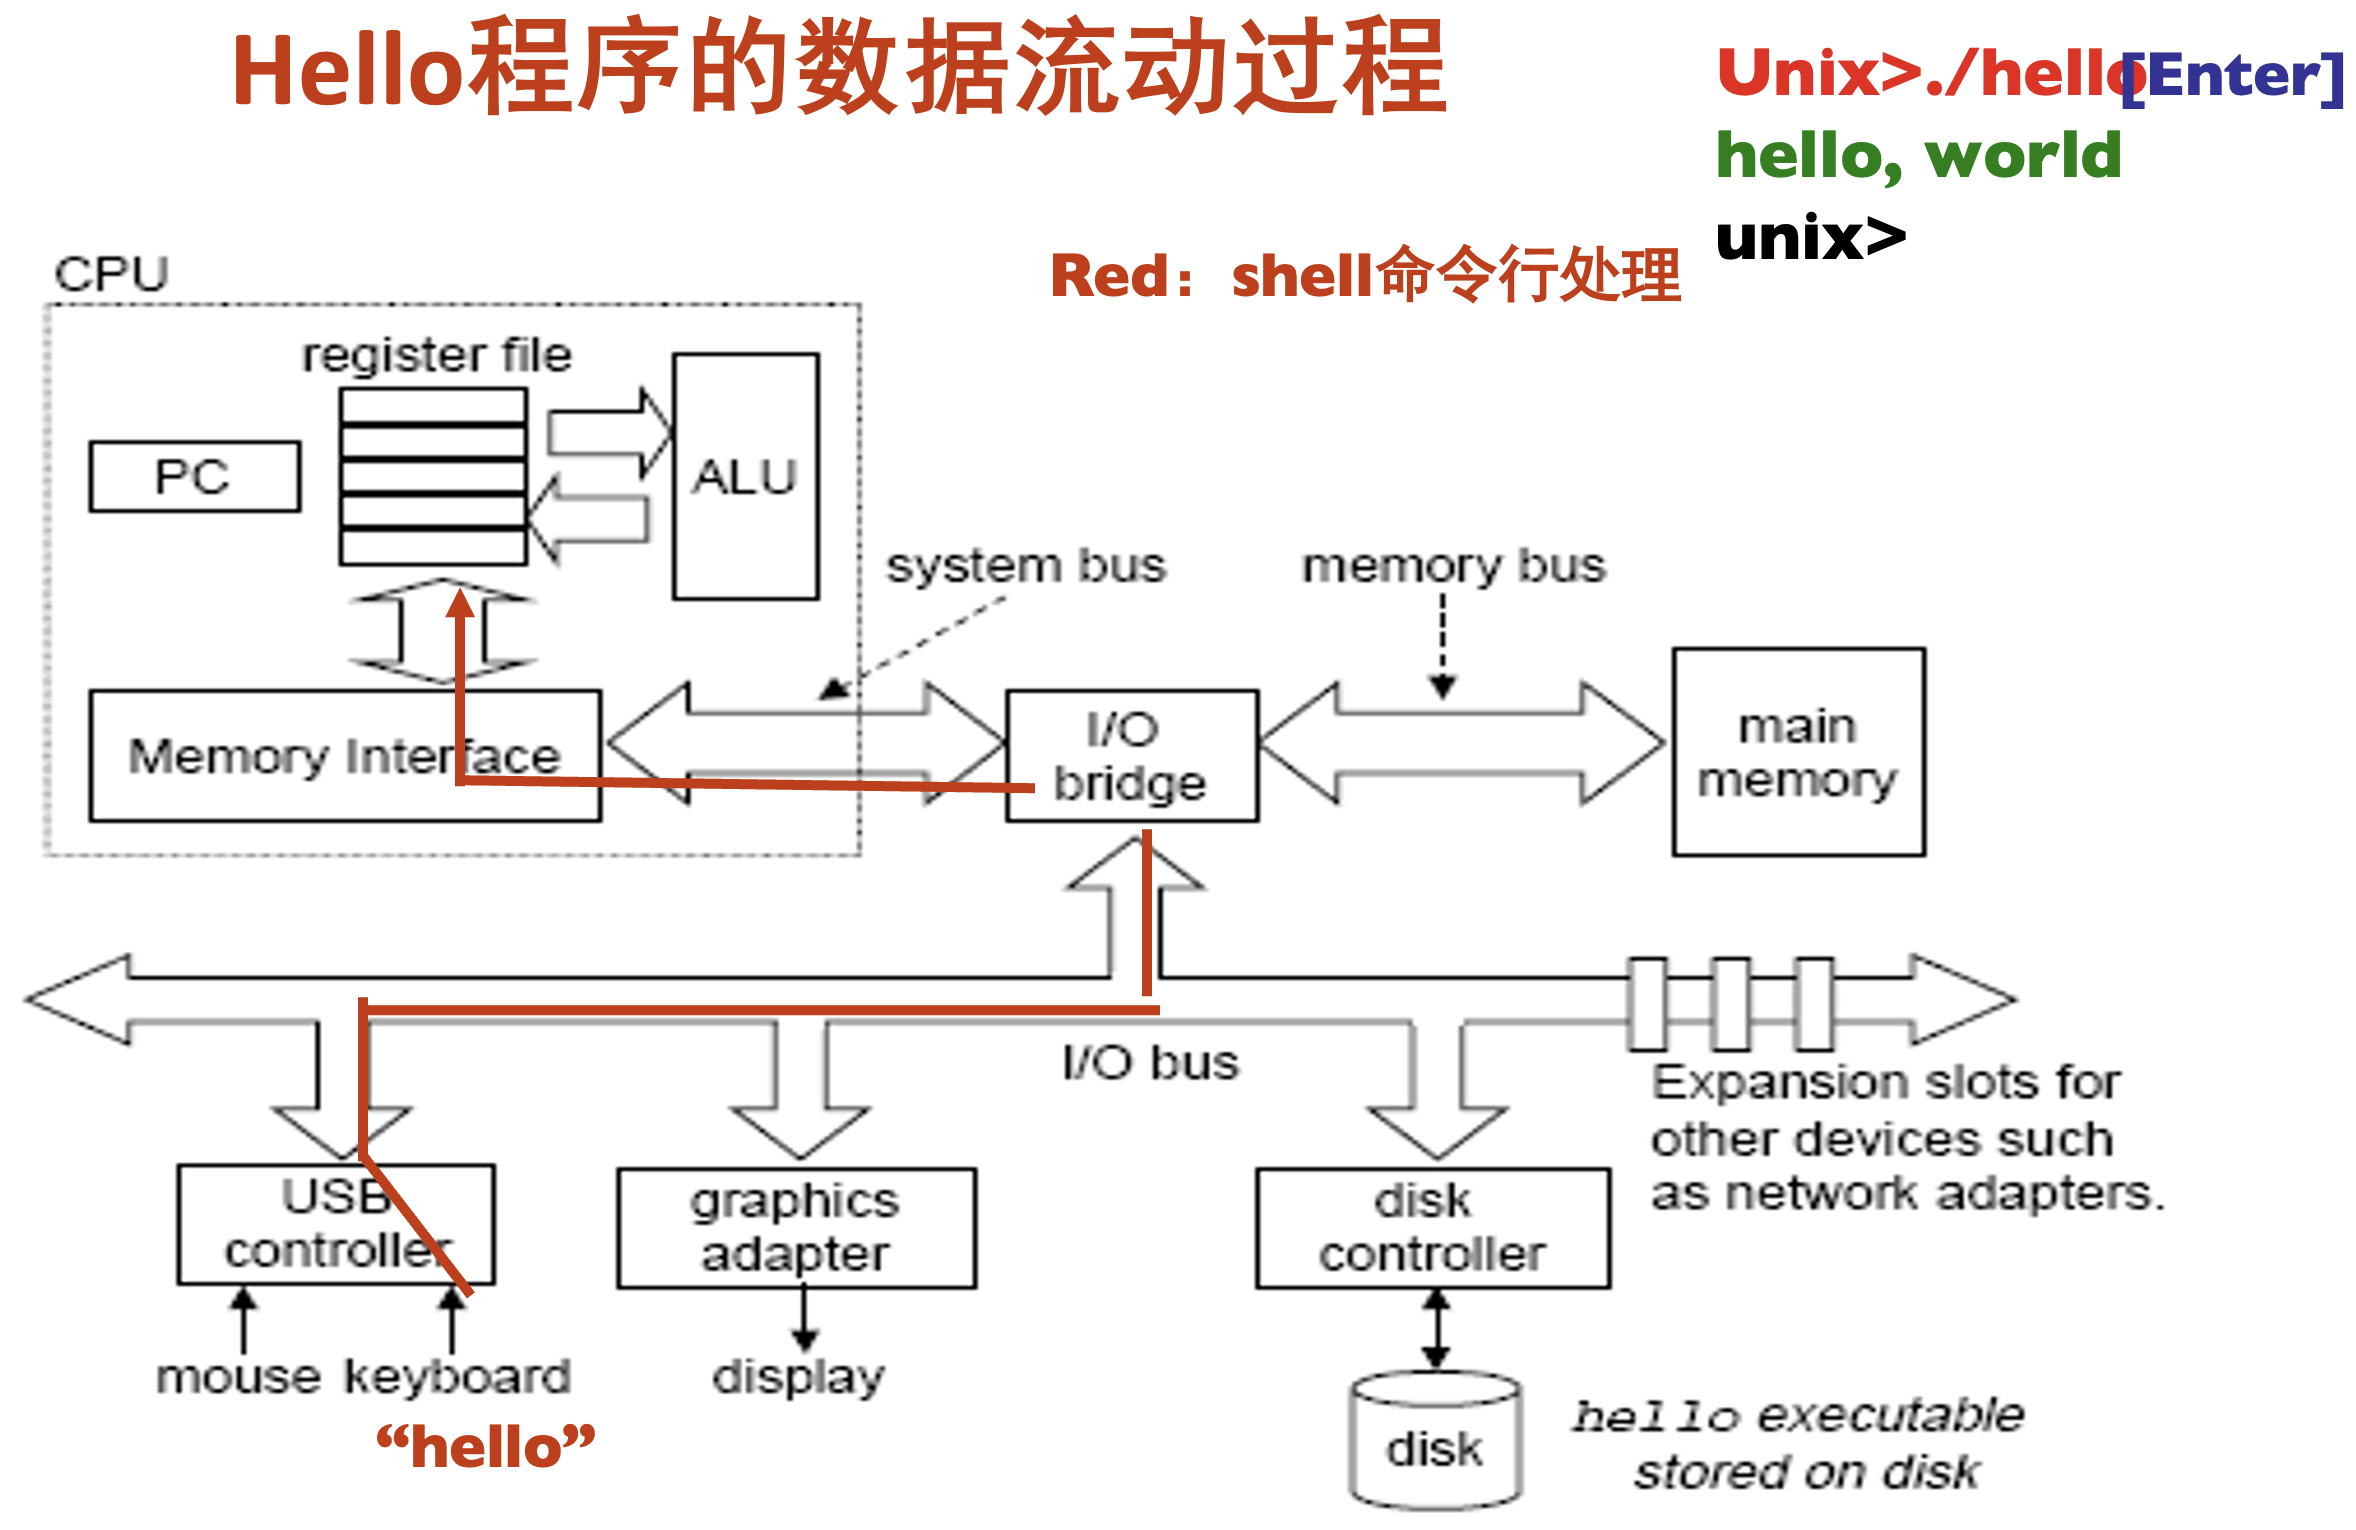 Hello程序的数据流动过程
Unix>./hello[Enter]
hello, world
unix>
Red：shell命令行处理
CPU
register file
PC
ALU
system bus
memory bus
Memory Interface
I/O
bridge
main
memory
I/O bus
Expansion slots for
other devices such
as network adapters.
USB
controller
graphics
adapter
disk
controller
mouse
keyboard
display
“hello”
disk
hello executable
stored on disk